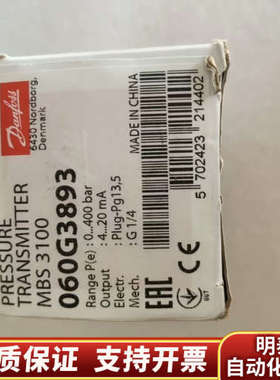 Danfoss
6430 Nordborg,
Denmark
PRESSURE
TRANSMITTER
MBS 3100
060G3893
Range P(e) : 0...400 bar
Output : 4...20 mA
Electr. : Plug-Pg13,5
Mech. : G 1/4
EAC CE
MADE IN CHINA
5 702423 214402
质保证 支持开票
自动化